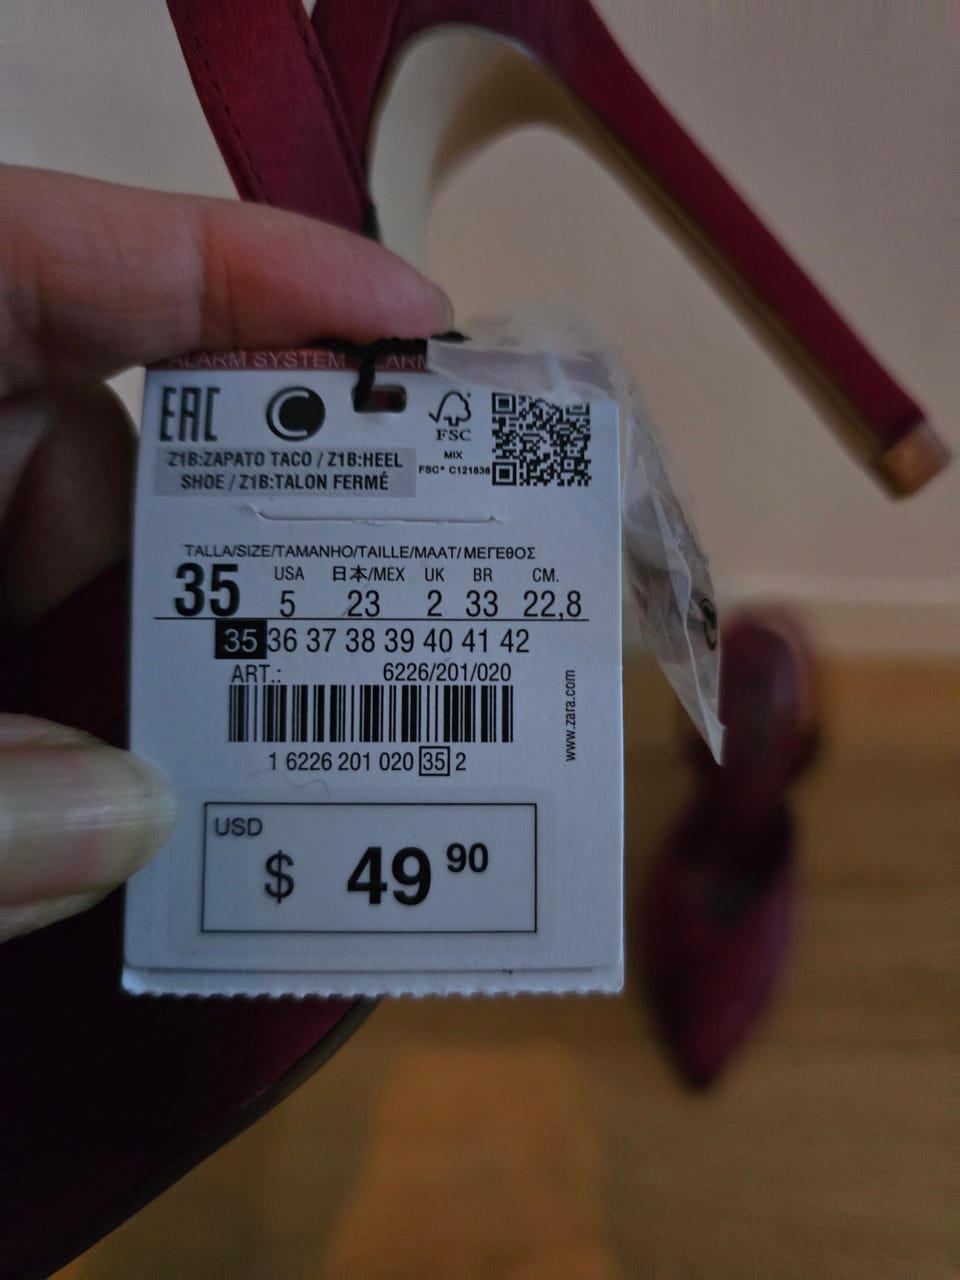 ALARM SYSTEM ALARM
EAC
FSC
MIX
FSC® C121836
Z1B:ZAPATO TACO / Z1B:HEEL
SHOE / Z1B:TALON FERMÉ
TALLA/SIZE/TAMANHO/TAILLE/MAAT/ΜΕΓΕΘΟΣ
USA 日本/MEX UK BR CM.
35 5 23 2 33 22,8
35 36 37 38 39 40 41 42
ART.: 6226/201/020
1 6226 201 020 35 2
www.zara.com
USD
$ 49 90